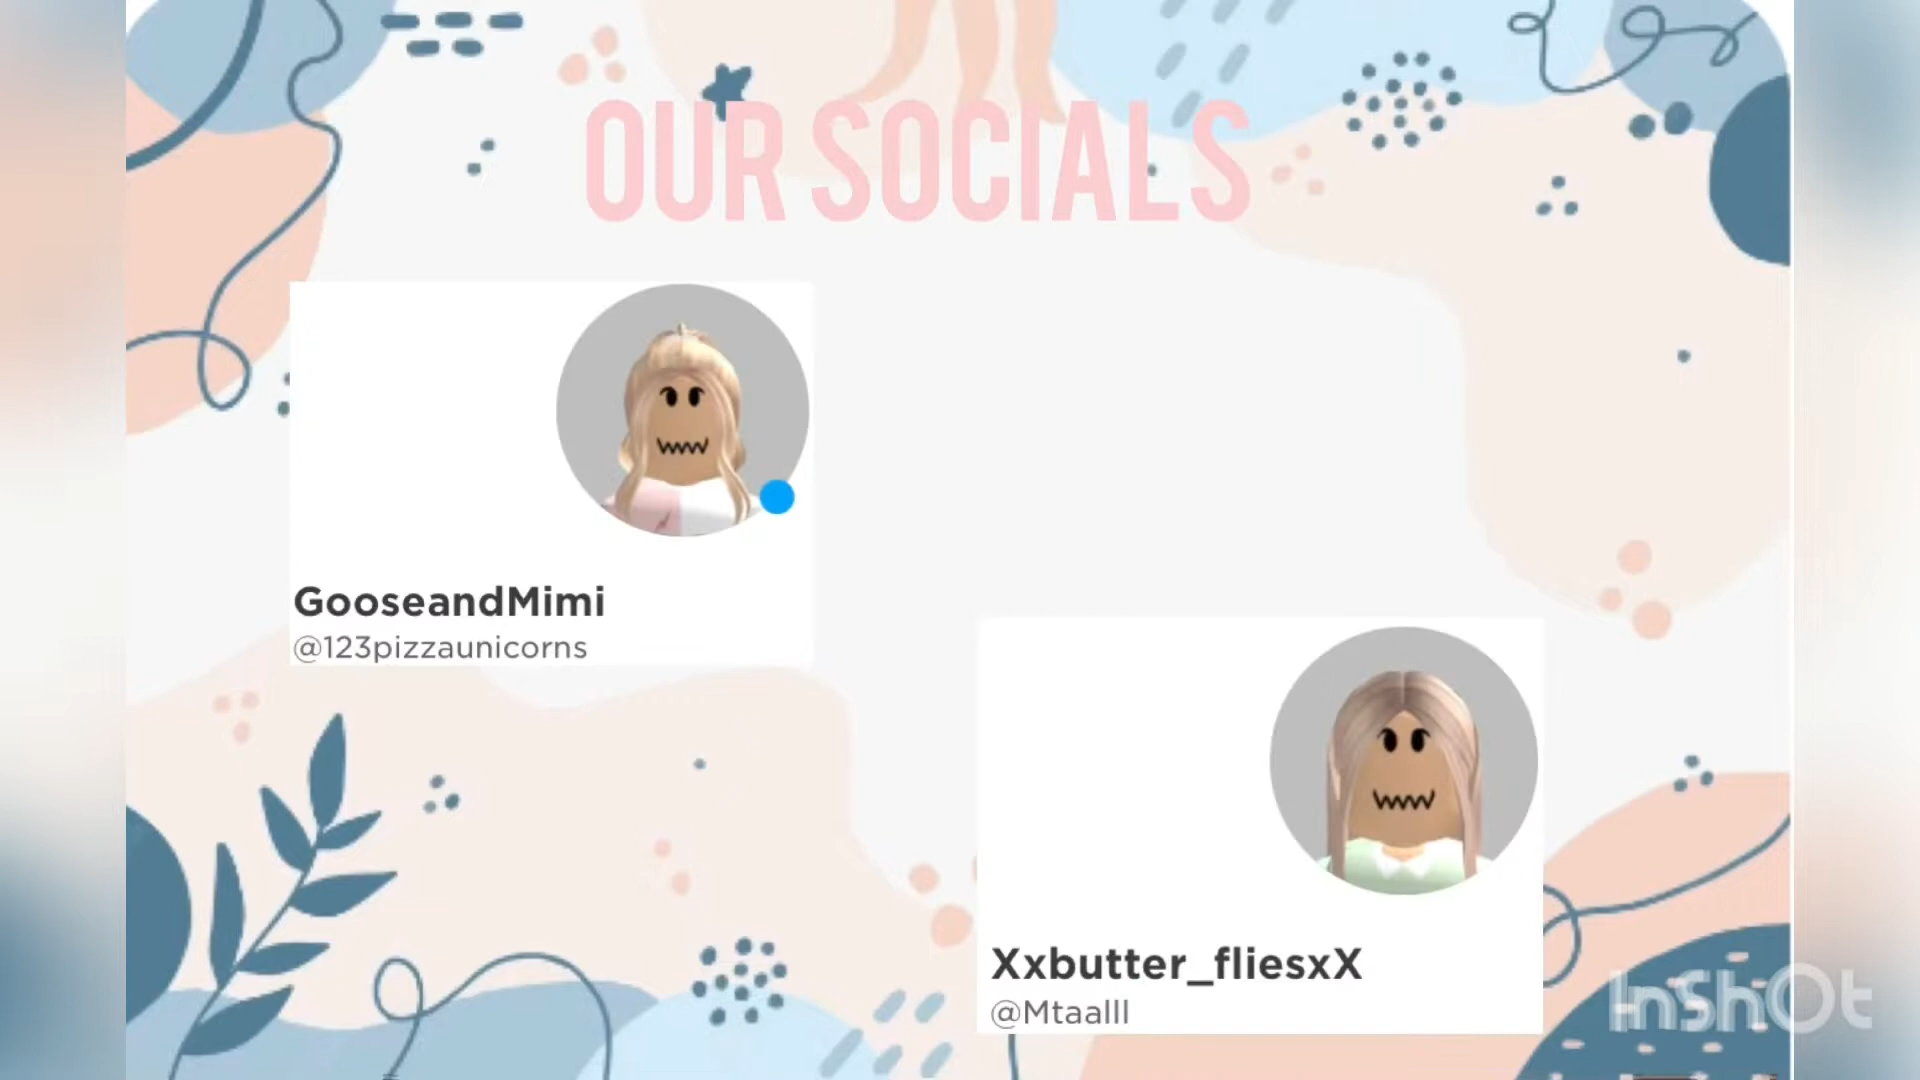 OUR SOCIALS
GooseandMimi
@123pizzaunicorns
Xxbutter_fliesxX
@Mtaalll
InShOt